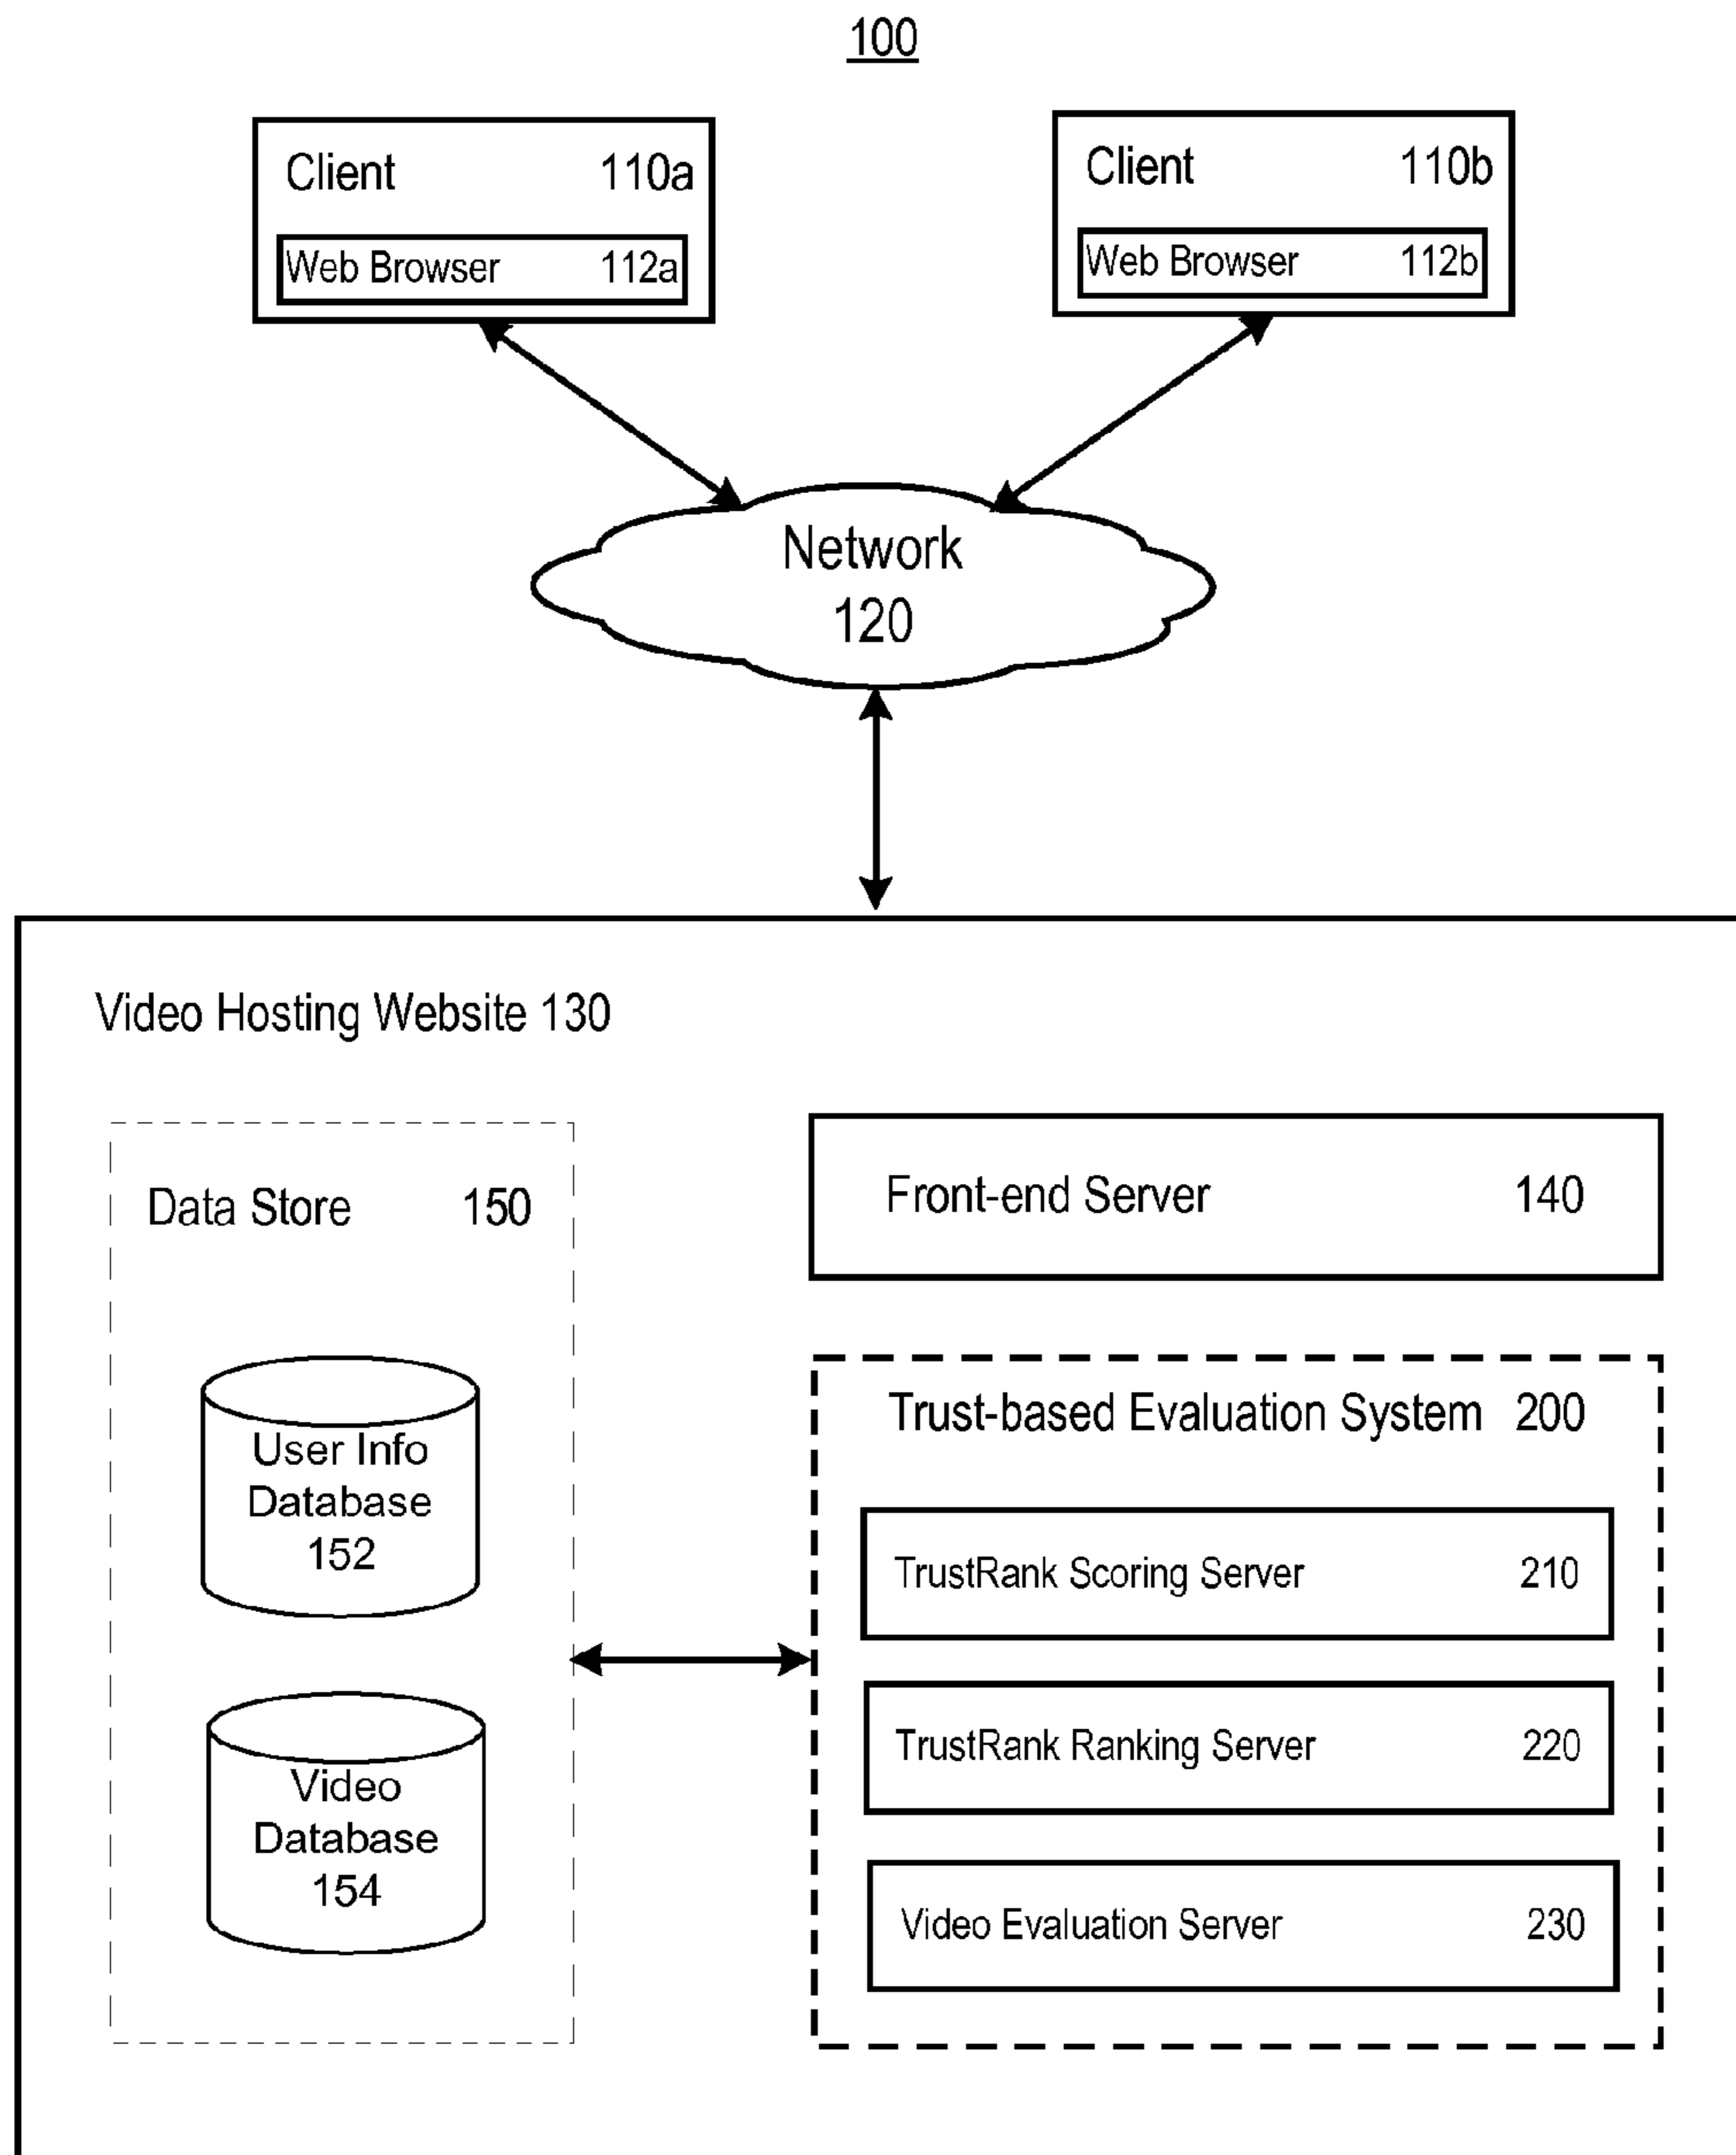 100
Client 110a
Web Browser 112a
Client 110b
Web Browser 112b
Network
120
Video Hosting Website 130
Data Store 150
User Info
Database
152
Video
Database
154
Front-end Server 140
Trust-based Evaluation System 200
TrustRank Scoring Server 210
TrustRank Ranking Server 220
Video Evaluation Server 230